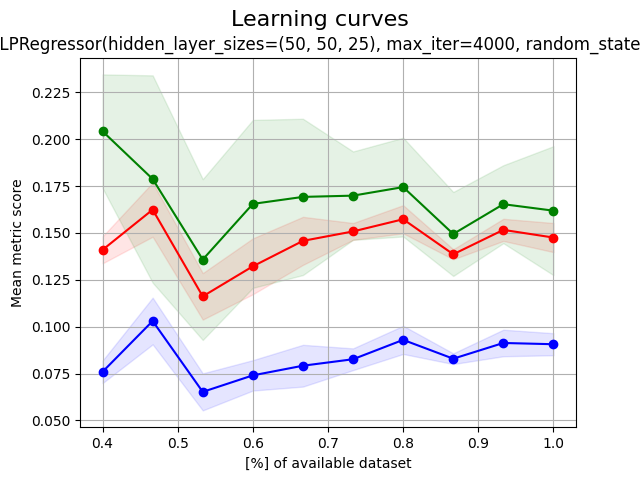 Learning curves
LPRegressor(hidden_layer_sizes=(50, 50, 25), max_iter=4000, random_state
0.225
0.200
0.175
0.150
0.125
0.100
0.075
0.050
Mean metric score
0.4 0.5 0.6 0.7 0.8 0.9 1.0
[%] of available dataset